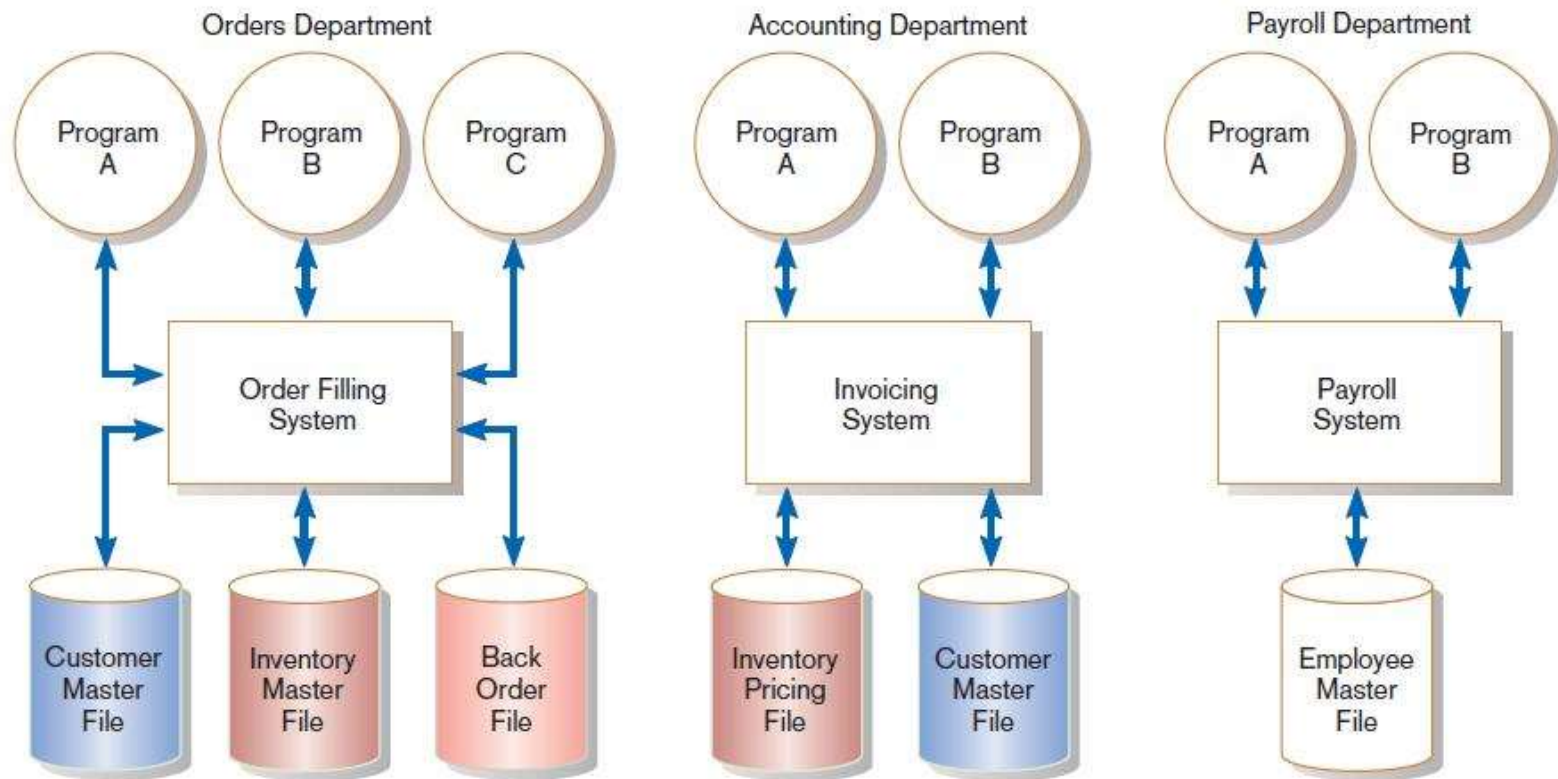 Orders Department
Accounting Department
Payroll Department
Program
A
Program
B
Program
C
Program
A
Program
B
Program
A
Program
B
Order Filling
System
Invoicing
System
Payroll
System
Customer
Master
File
Inventory
Master
File
Back
Order
File
Inventory
Pricing
File
Customer
Master
File
Employee
Master
File